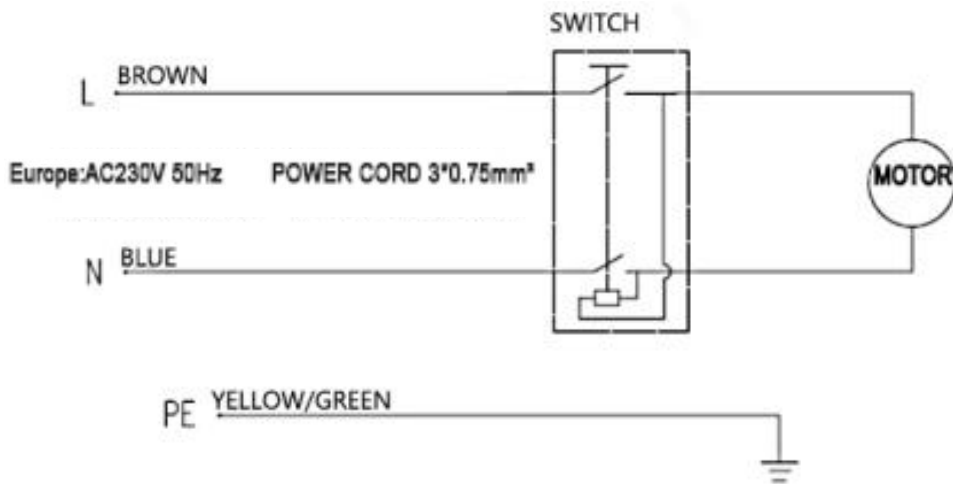 SWITCH
L BROWN
Europe:AC230V 50Hz POWER CORD 3*0.75mm²
MOTOR
N BLUE
PE YELLOW/GREEN